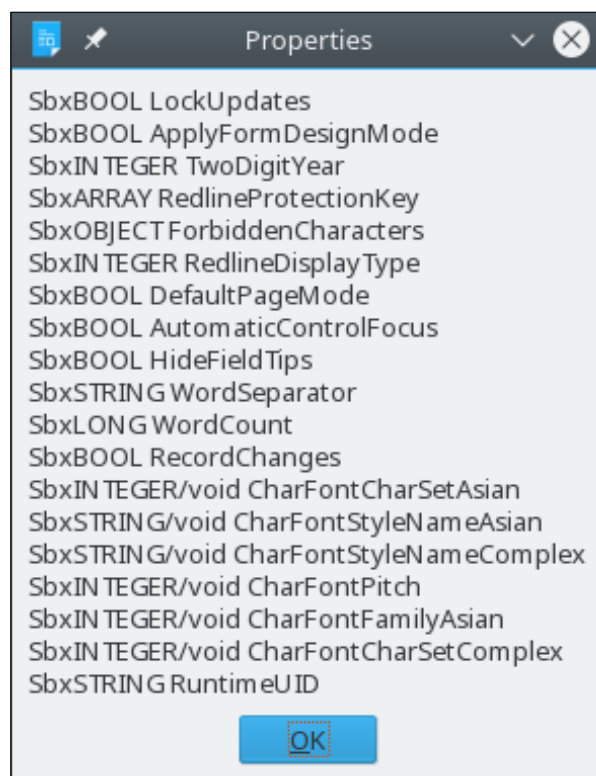 Properties
SbxBOOL LockUpdates
SbxBOOL ApplyFormDesignMode
SbxINTEGER TwoDigitYear
SbxARRAY RedlineProtectionKey
SbxOBJECT ForbiddenCharacters
SbxINTEGER RedlineDisplayType
SbxBOOL DefaultPageMode
SbxBOOL AutomaticControlFocus
SbxBOOL HideFieldTips
SbxSTRING WordSeparator
SbxLONG WordCount
SbxBOOL RecordChanges
SbxINTEGER/void CharFontCharSetAsian
SbxSTRING/void CharFontStyleNameAsian
SbxSTRING/void CharFontStyleNameComplex
SbxINTEGER/void CharFontPitch
SbxINTEGER/void CharFontFamilyAsian
SbxINTEGER/void CharFontCharSetComplex
SbxSTRING RuntimeUID
OK